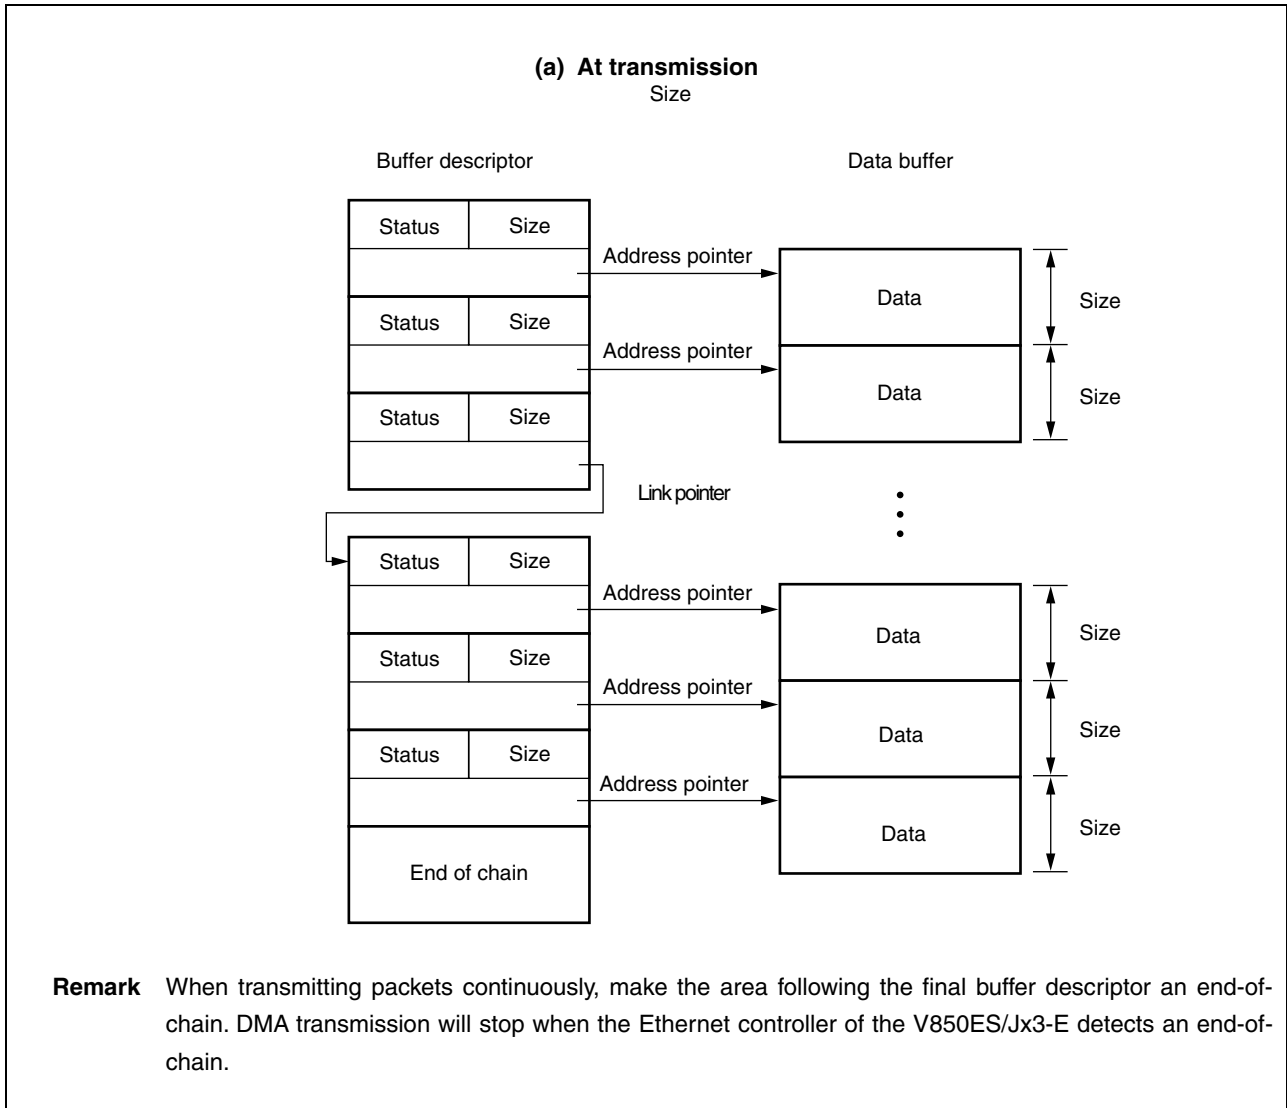 (a) At transmission
Size
Buffer descriptor
Data buffer
Status
Size
Address pointer
Data
Size
Status
Size
Address pointer
Data
Size
Status
Size
Link pointer
Status
Size
Address pointer
Data
Size
Status
Size
Address pointer
Data
Size
Status
Size
Address pointer
Data
Size
End of chain
Remark When transmitting packets continuously, make the area following the final buffer descriptor an end-of-
chain. DMA transmission will stop when the Ethernet controller of the V850ES/Jx3-E detects an end-of-
chain.